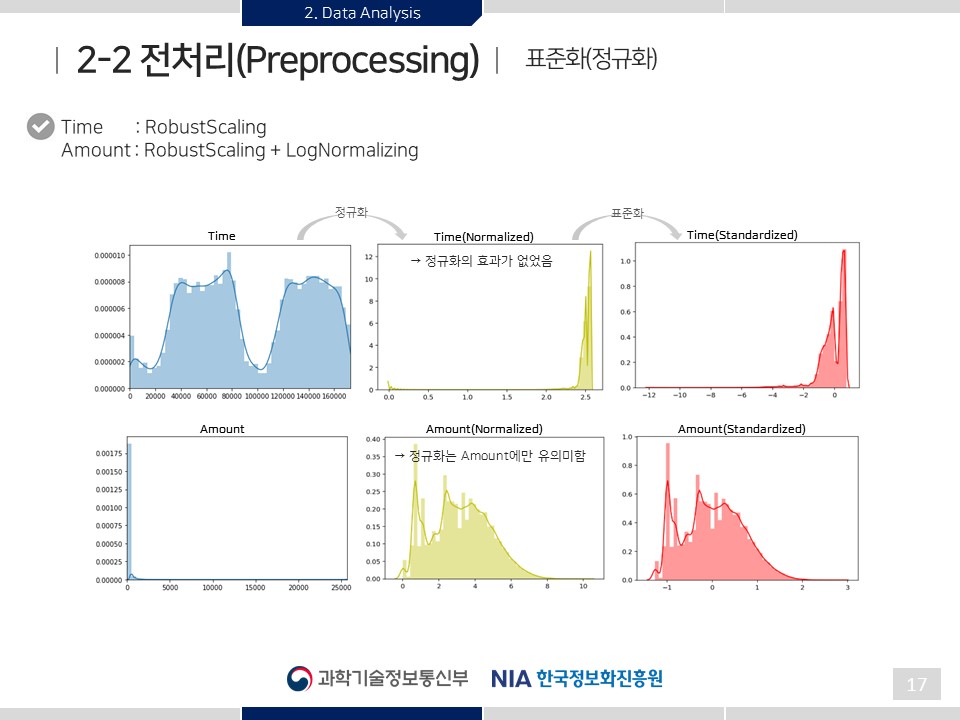 2. Data Analysis
2-2 전처리(Preprocessing)
표준화(정규화)
Time : RobustScaling
Amount : RobustScaling + LogNormalizing
정규화
표준화
Time
0.000010
0.000008
0.000006
0.000004
0.000002
0.000000
0 20000 40000 60000 80000 100000 120000 140000 160000
Time(Normalized)
→ 정규화의 효과가 없었음
12
10
8
6
4
2
0
0.0 0.5 1.0 1.5 2.0 2.5
Time(Standardized)
1.0
0.8
0.6
0.4
0.2
0.0
−12 −10 −8 −6 −4 −2 0
Amount
0.00175
0.00150
0.00125
0.00100
0.00075
0.00050
0.00025
0.00000
0 5000 10000 15000 20000 25000
Amount(Normalized)
0.40
→ 정규화는 Amount에만 유의미함
0.35
0.30
0.25
0.20
0.15
0.10
0.05
0.00
0 2 4 6 8 10
Amount(Standardized)
1.0
0.8
0.6
0.4
0.2
0.0
−1 0 1 2 3
과학기술정보통신부
NIA 한국정보화진흥원
17